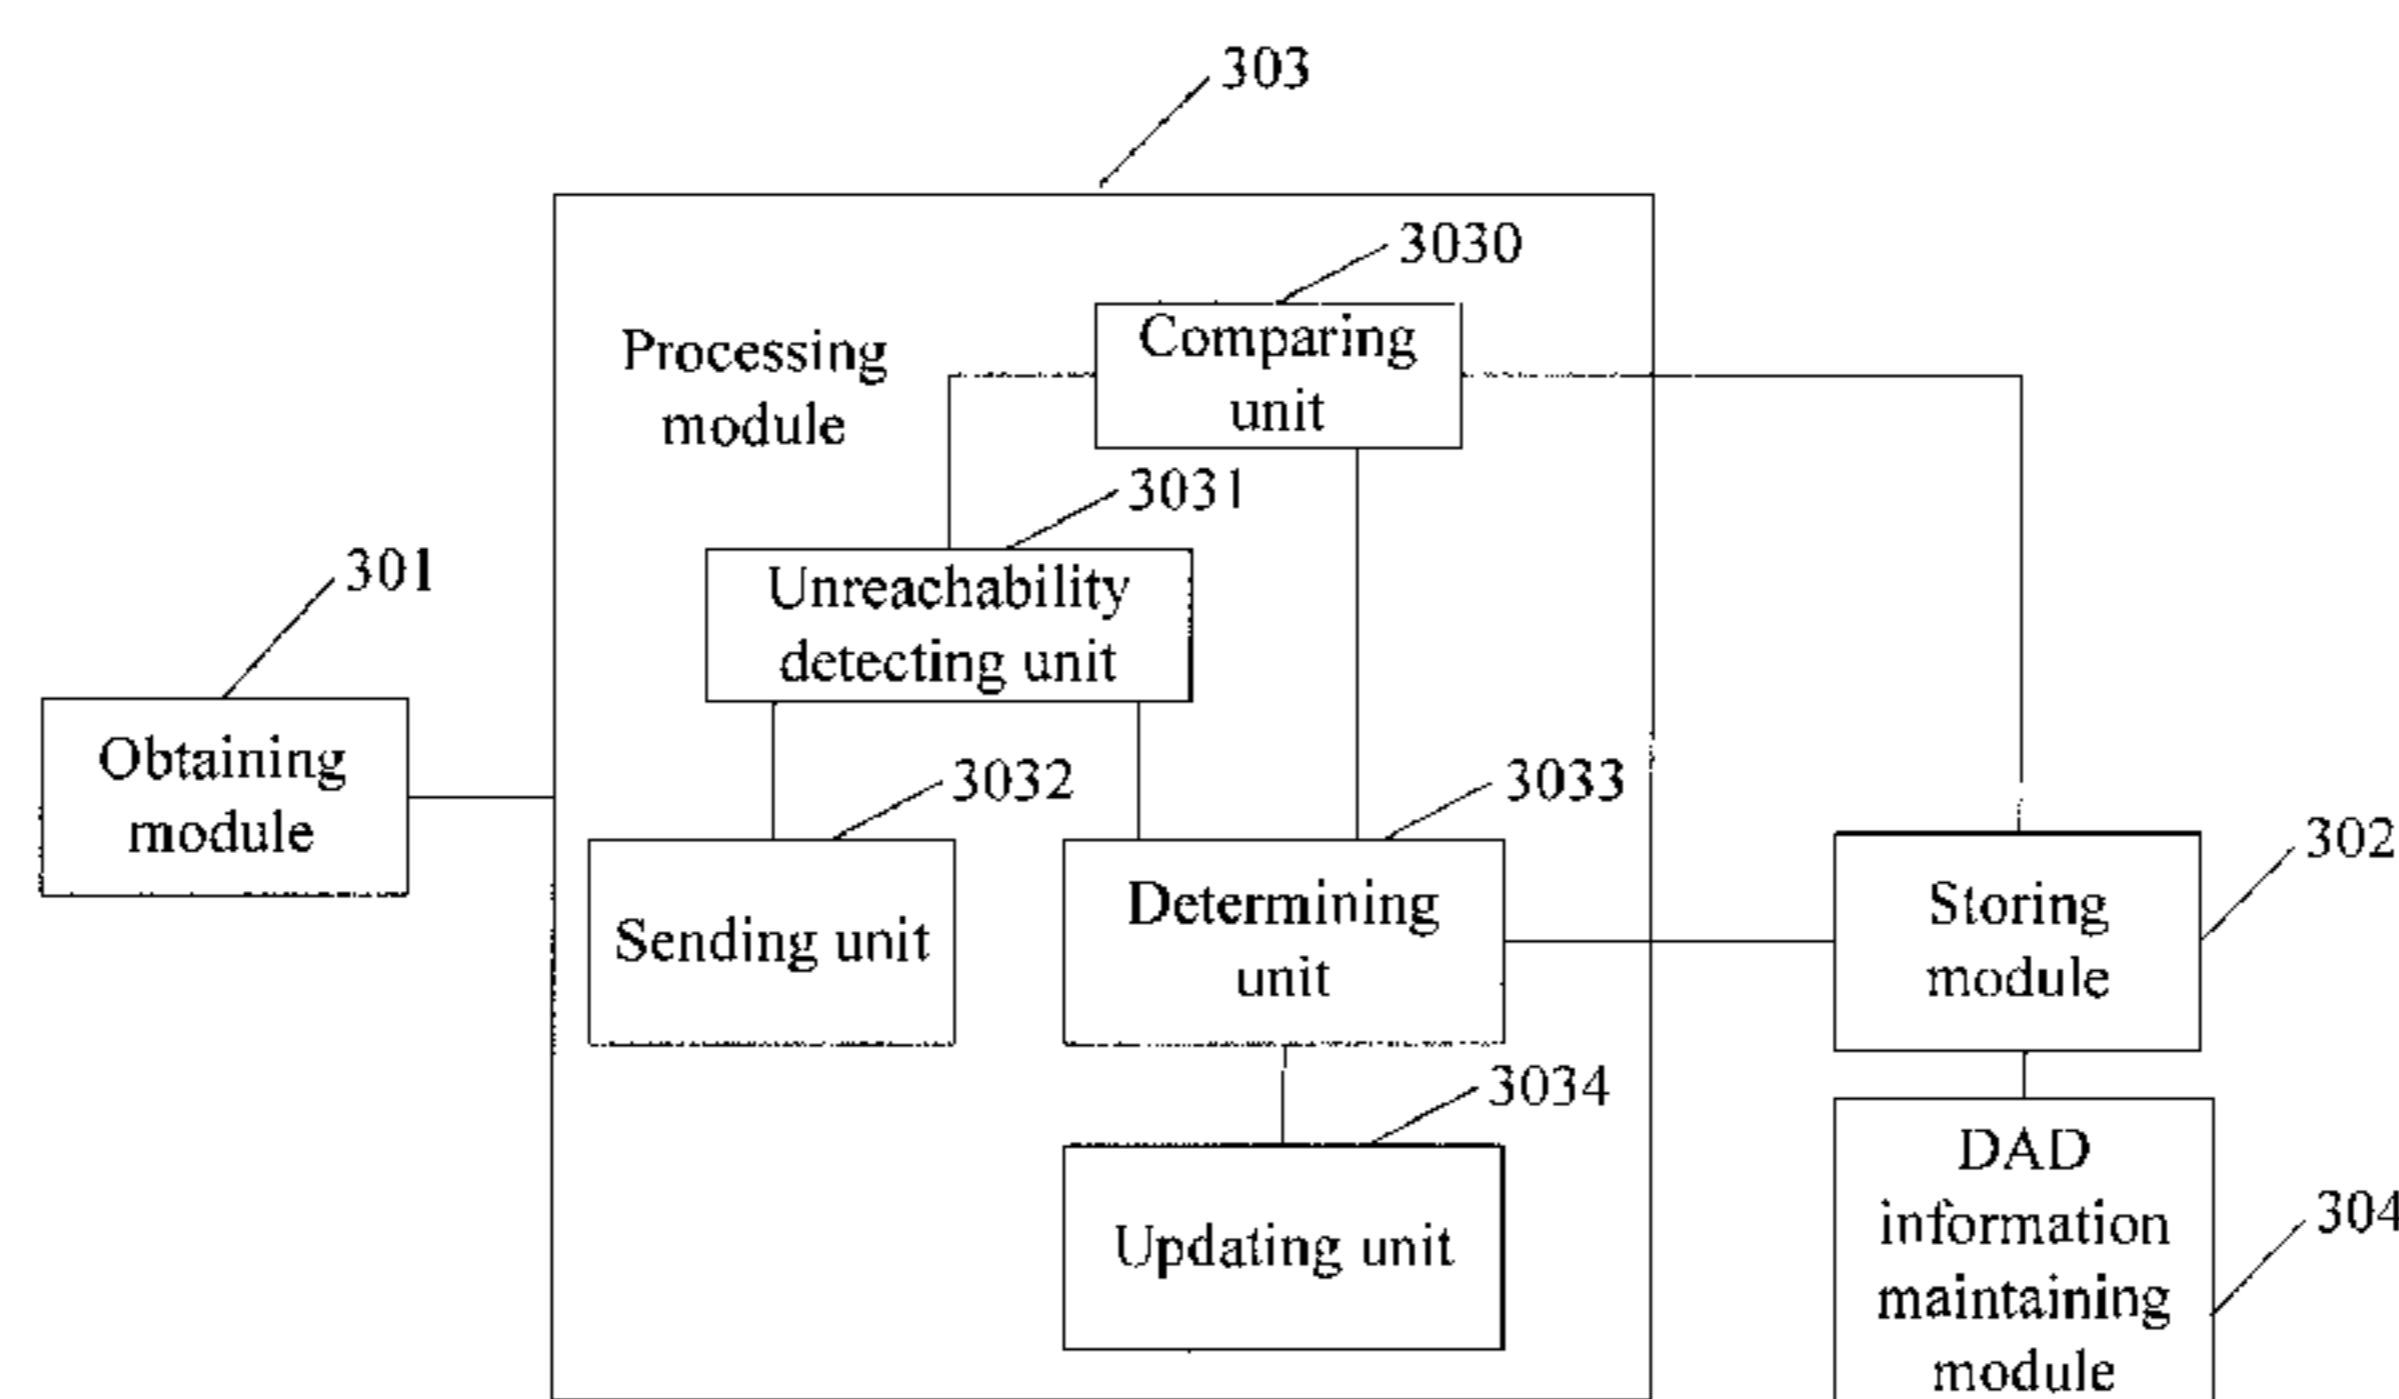 303
3030
Comparing
unit
Processing
module
3031
Unreachability
detecting unit
301
Obtaining
module
3032
3033
302
Sending unit
Determining
unit
Storing
module
3034
Updating unit
DAD
information
maintaining
module
304